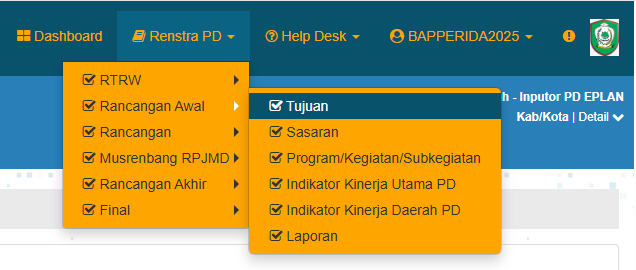 Dashboard
Renstra PD
Help Desk
BAPPERIDA2025
RTRW
Rancangan Awal
Rancangan
Musrenbang RPJMD
Rancangan Akhir
Final
Tujuan
Sasaran
Program/Kegiatan/Subkegiatan
Indikator Kinerja Utama PD
Indikator Kinerja Daerah PD
Laporan
h - Inputor PD EPLAN
Kab/Kota | Detail